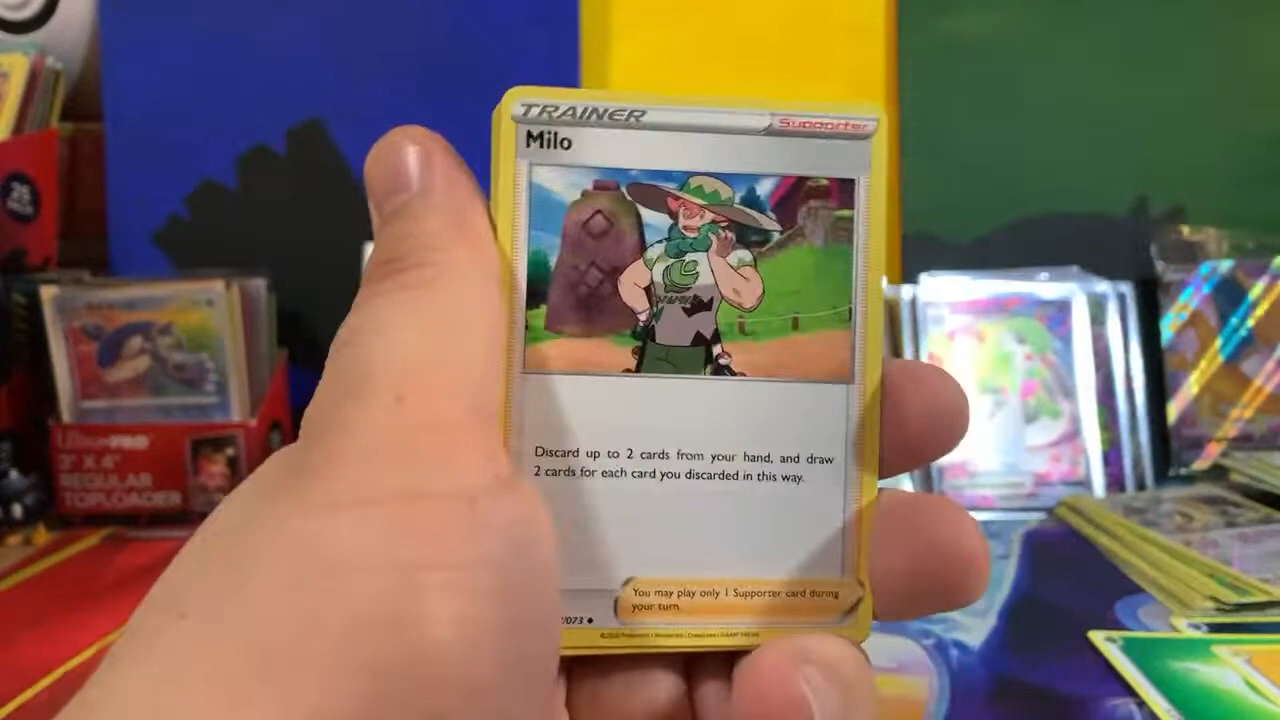 TRAINER
Supporter
Milo
Discard up to 2 cards from your hand, and draw
2 cards for each card you discarded in this way.
You may play only 1 Supporter card during
your turn.
/073
25
ULTRA-PRO
3" X 4"
REGULAR
TOPLOADER